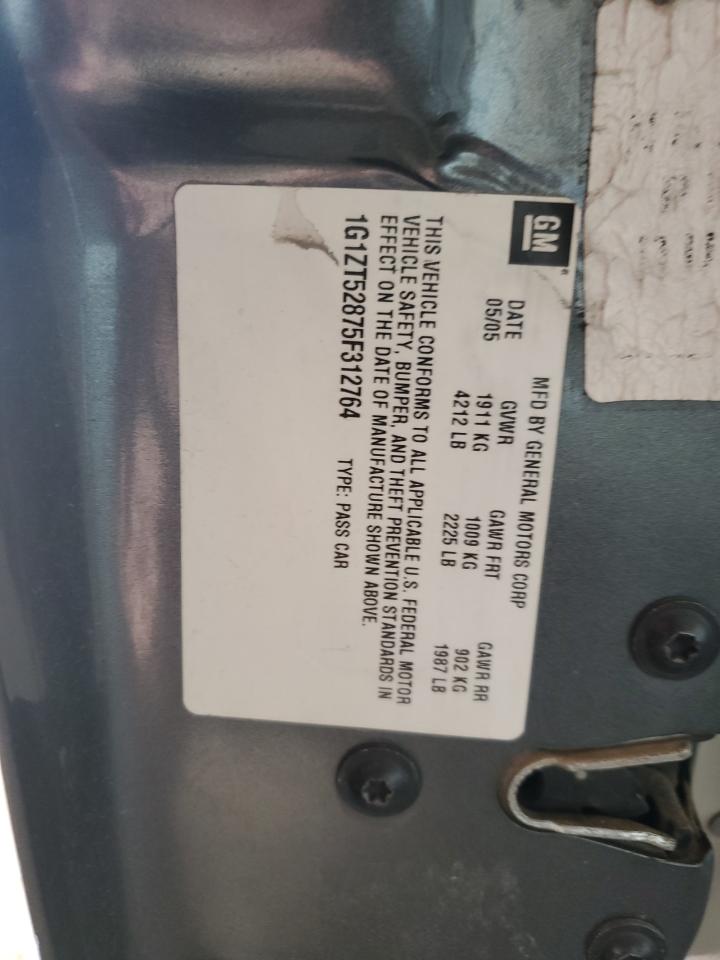 GM
MFD BY GENERAL MOTORS CORP
DATE GVWR GAWR FRT GAWR RR
05/05 1911 KG 1009 KG 902 KG
4212 LB 2225 LB 1987 LB
THIS VEHICLE CONFORMS TO ALL APPLICABLE U.S. FEDERAL MOTOR
VEHICLE SAFETY, BUMPER, AND THEFT PREVENTION STANDARDS IN
EFFECT ON THE DATE OF MANUFACTURE SHOWN ABOVE.
1G1ZT52875F312764 TYPE: PASS CAR